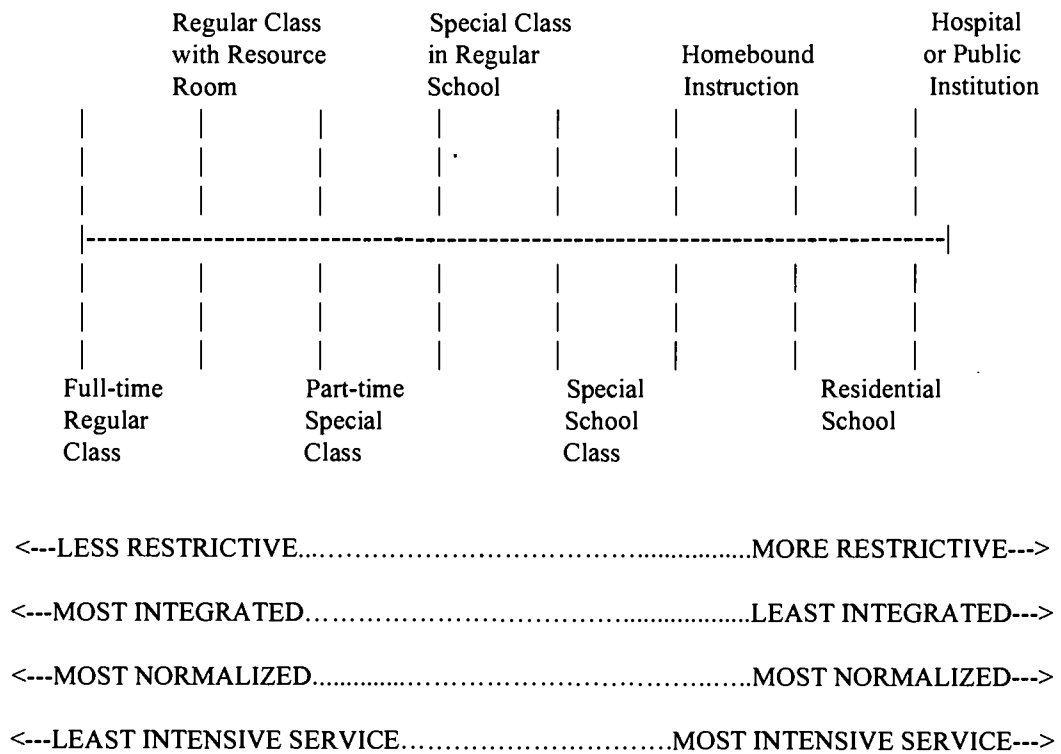 Regular Class
with Resource
Room
Special Class
in Regular
School
Homebound
Instruction
Hospital
or Public
Institution
Full-time
Regular
Class
Part-time
Special
Class
Special
School
Class
Residential
School
<---LESS RESTRICTIVE.......................................................MORE RESTRICTIVE--->
<---MOST INTEGRATED.......................................................LEAST INTEGRATED--->
<---MOST NORMALIZED.......................................................MOST NORMALIZED--->
<---LEAST INTENSIVE SERVICE.................................MOST INTENSIVE SERVICE--->